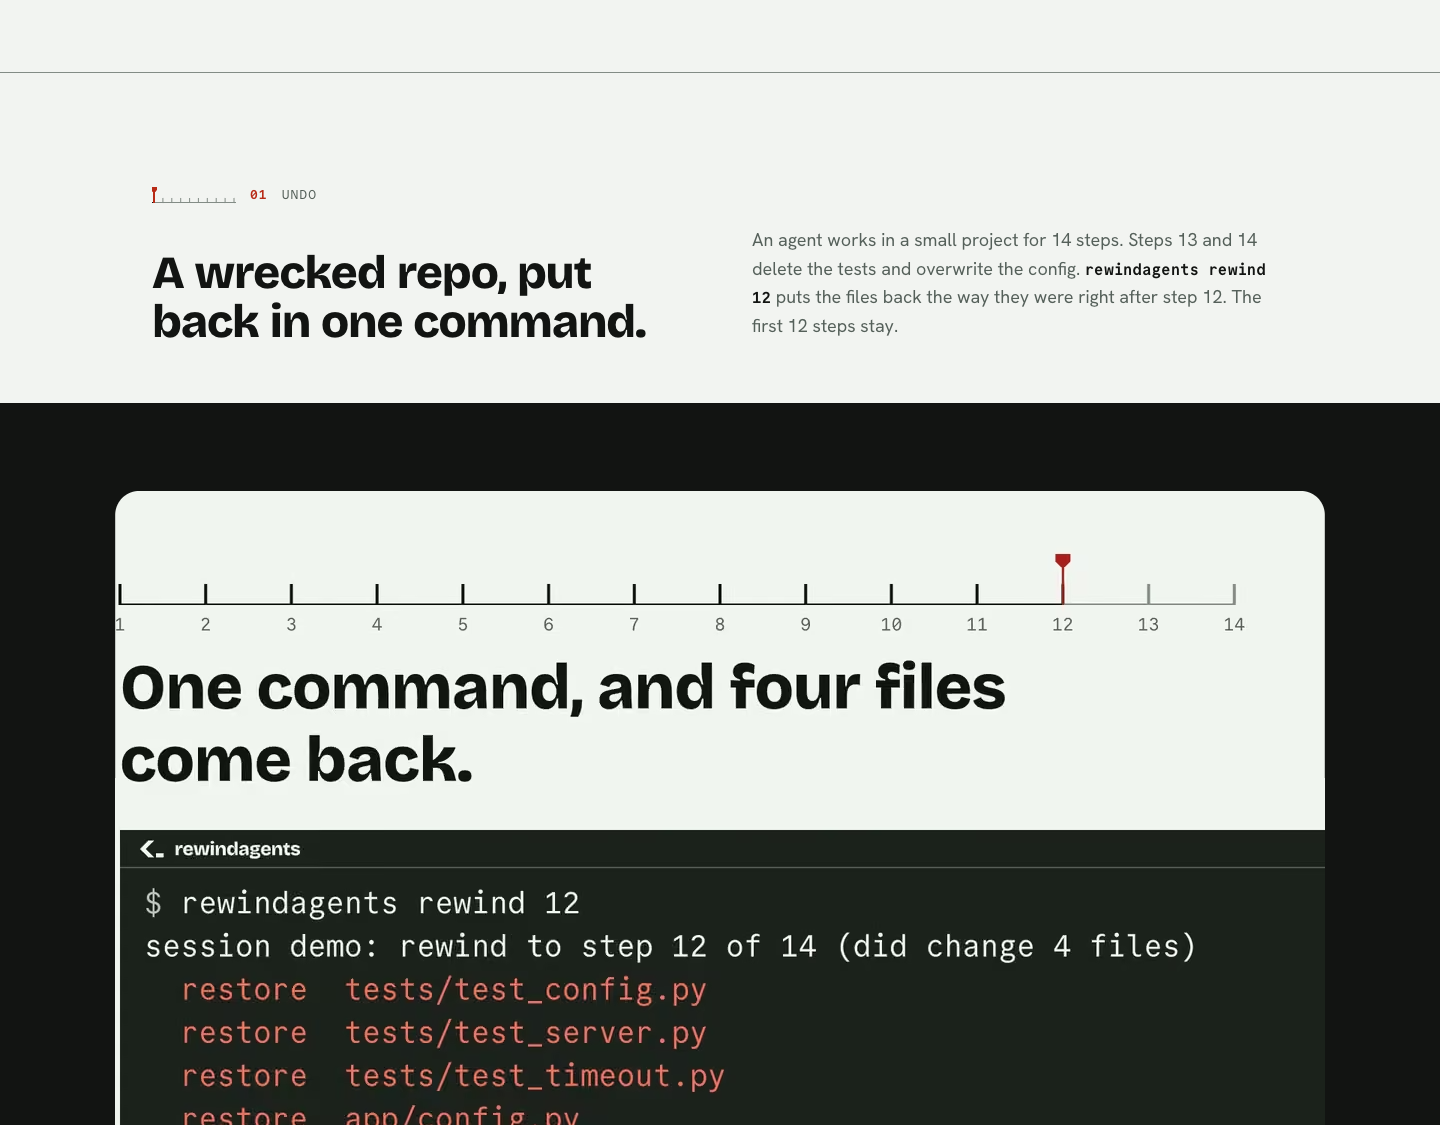 01 UNDO
A wrecked repo, put
back in one command.
An agent works in a small project for 14 steps. Steps 13 and 14
delete the tests and overwrite the config. rewindagents rewind
12 puts the files back the way they were right after step 12. The
first 12 steps stay.
1 2 3 4 5 6 7 8 9 10 11 12 13 14
One command, and four files
come back.
rewindagents
$ rewindagents rewind 12
session demo: rewind to step 12 of 14 (did change 4 files)
restore tests/test_config.py
restore tests/test_server.py
restore tests/test_timeout.py
restore app/config.py